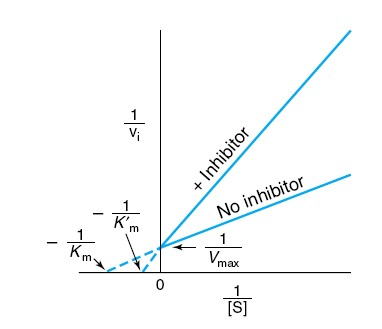 1
vᵢ
+ Inhibitor
No inhibitor
− 1
K′m
− 1
Km
1
Vmax
0
1
[S]